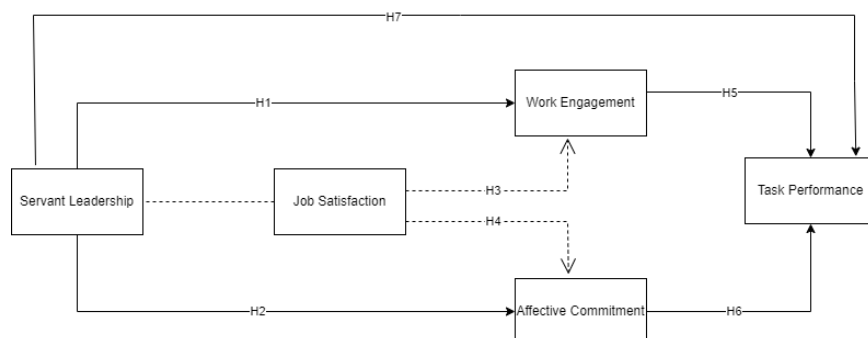 H7
H1
Work Engagement
H5
Servant Leadership
Job Satisfaction
H3
H4
Task Performance
H2
Affective Commitment
H6